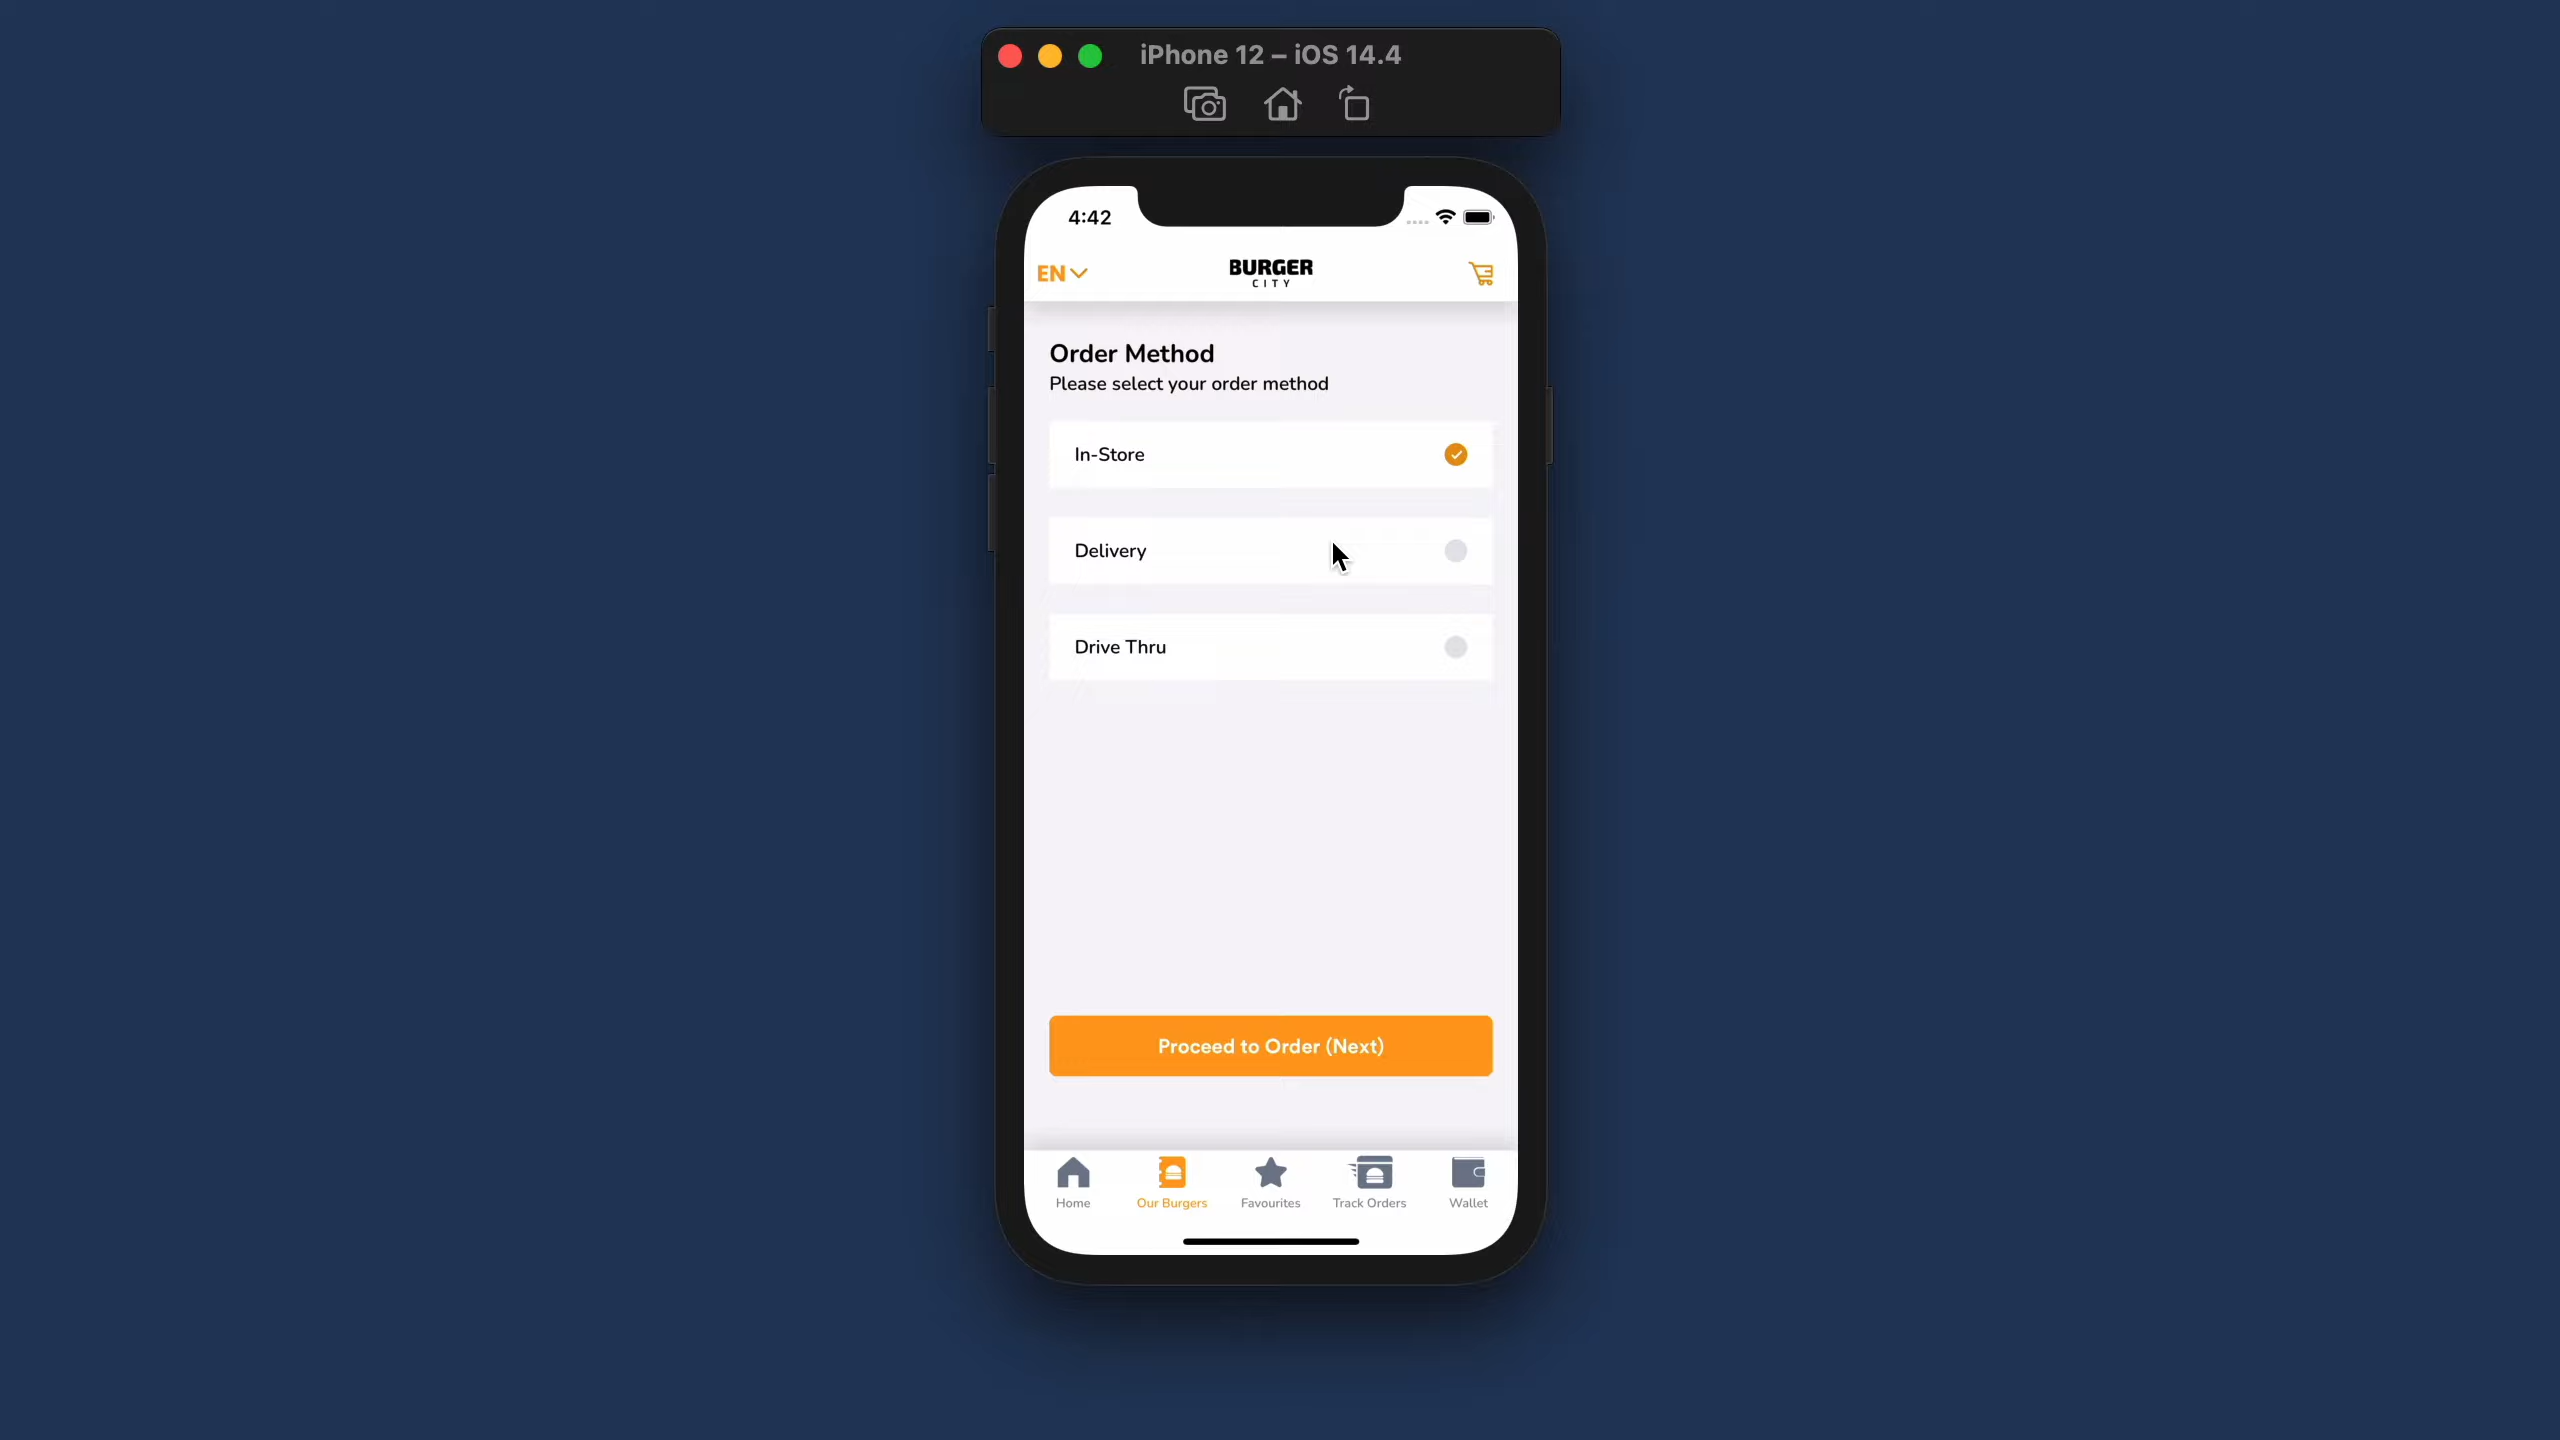 iPhone 12 – iOS 14.4
4:42
EN
BURGER
CITY
Order Method
Please select your order method
In-Store
Delivery
Drive Thru
Proceed to Order (Next)
Home
Our Burgers
Favourites
Track Orders
Wallet